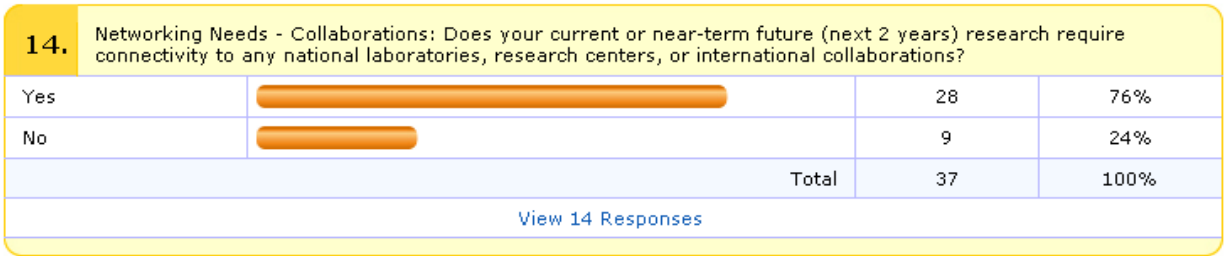 14.
Networking Needs - Collaborations: Does your current or near-term future (next 2 years) research require
connectivity to any national laboratories, research centers, or international collaborations?
Yes 28 76%
No 9 24%
Total 37 100%
View 14 Responses